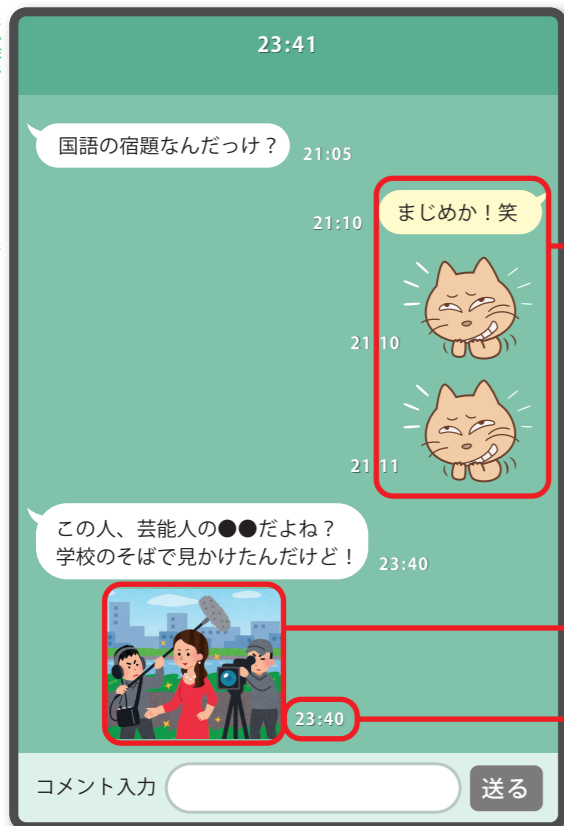 23:41
国語の宿題なんだっけ？
21:05
まじめか！笑
21:10
21:10
21:11
この人、芸能人の●●だよね？
学校のそばで見かけたんだけど！
23:40
23:40
コメント入力
送る